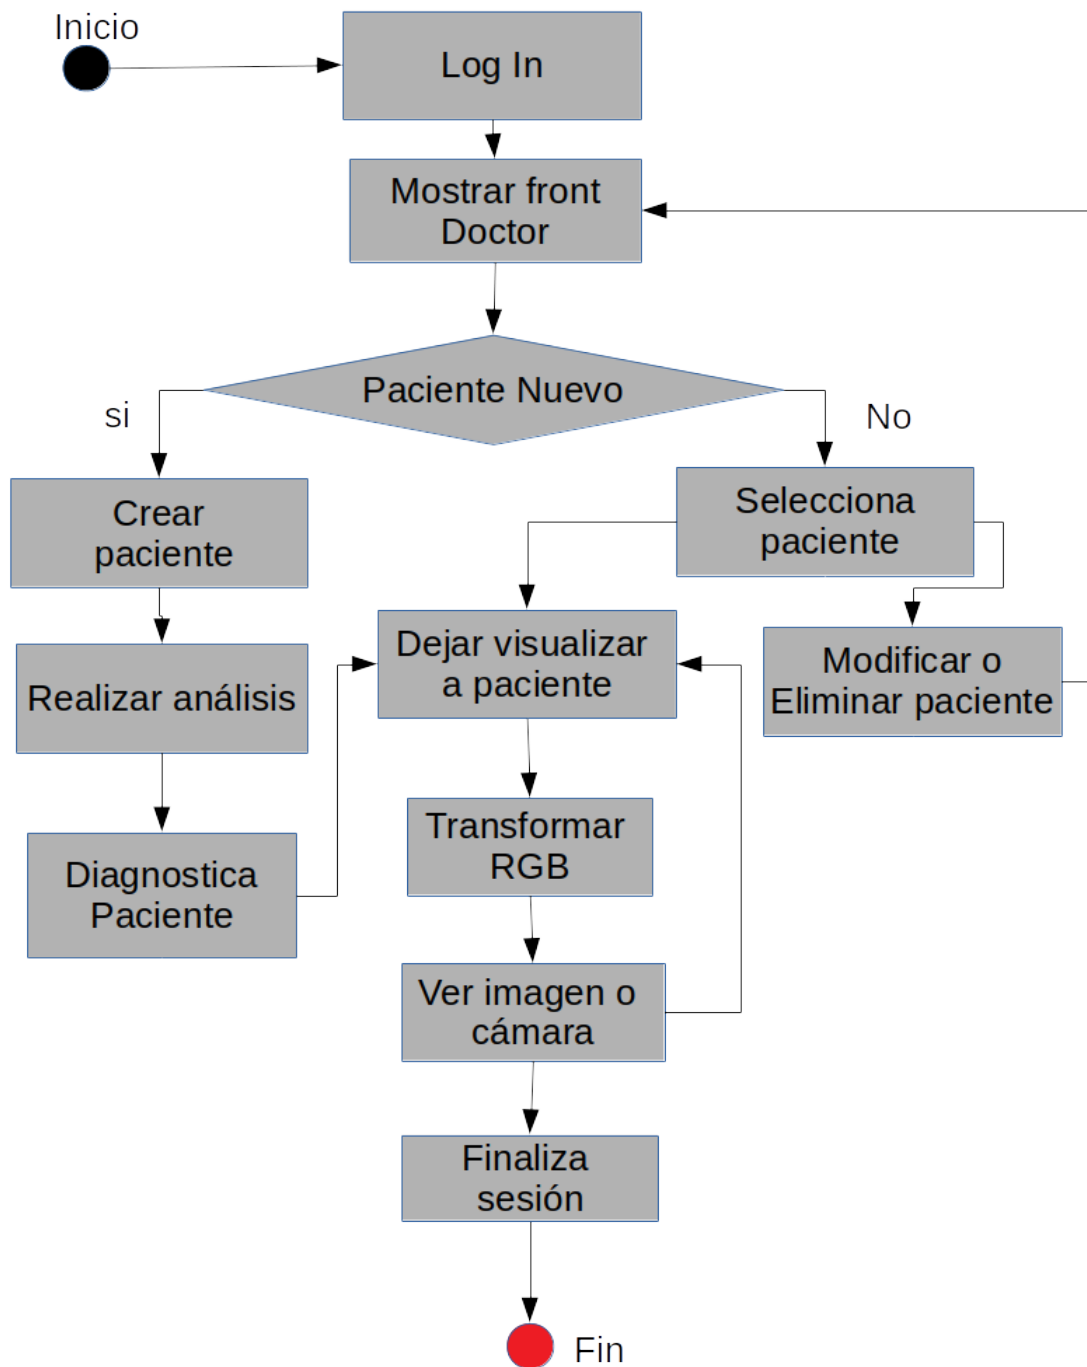 Inicio
Log In
Mostrar front
Doctor
Paciente Nuevo
si
No
Crear
paciente
Selecciona
paciente
Realizar análisis
Dejar visualizar
a paciente
Modificar o
Eliminar paciente
Diagnostica
Paciente
Transformar
RGB
Ver imagen o
cámara
Finaliza
sesión
Fin